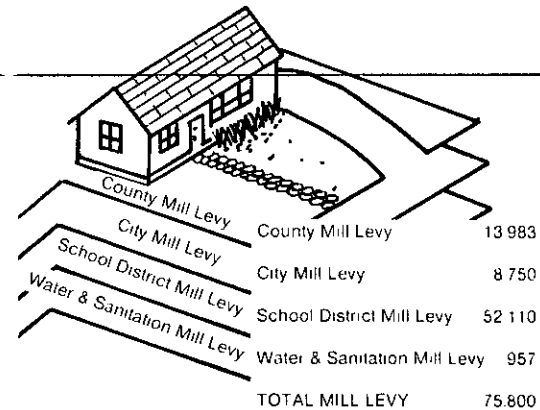 County Mill Levy
City Mill Levy
School District Mill Levy
Water & Sanitation Mill Levy
County Mill Levy 13 983
City Mill Levy 8 750
School District Mill Levy 52 110
Water & Sanitation Mill Levy 957
TOTAL MILL LEVY 75.800